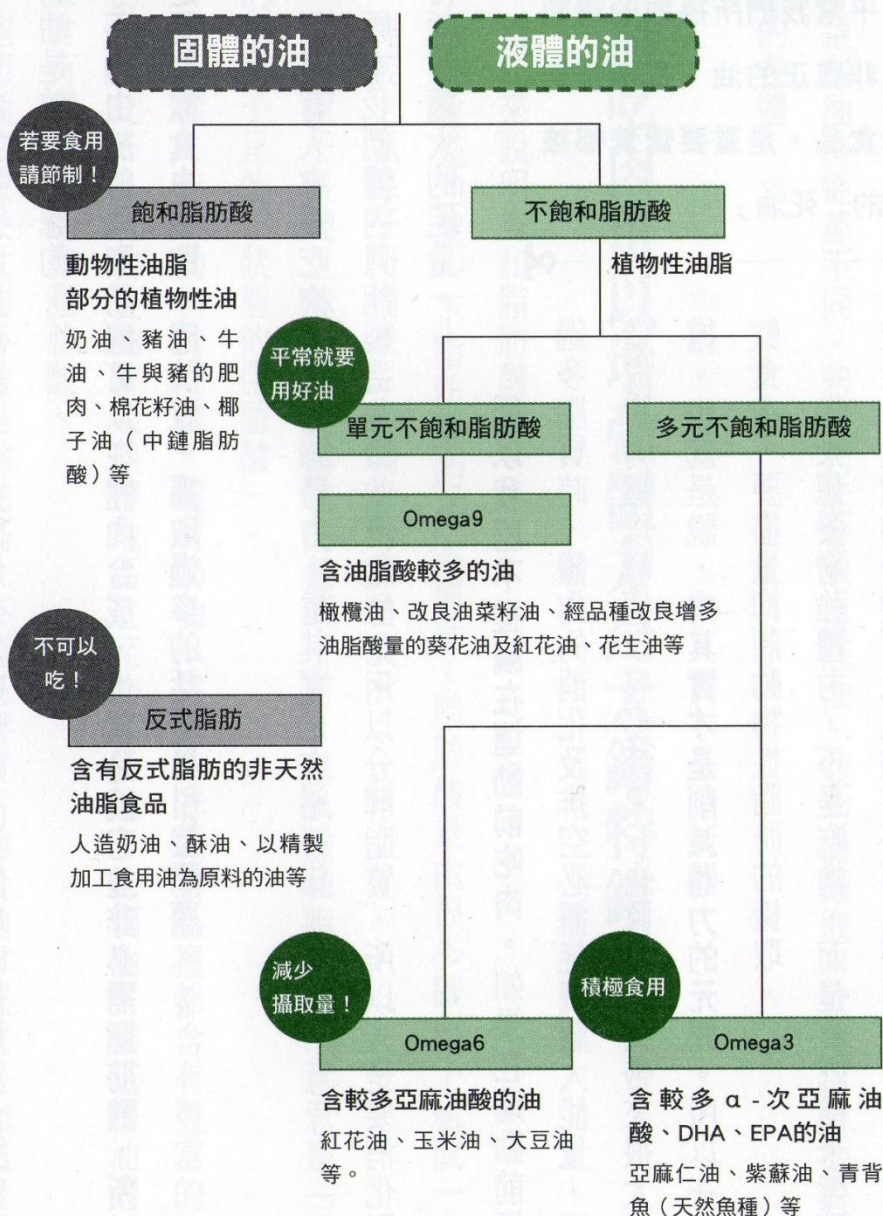 固體的油
液體的油
若要食用
請節制！
飽和脂肪酸
動物性油脂
部分的植物性油
奶油、豬油、牛
油、牛與豬的肥
肉、棉花籽油、椰
子油（中鏈脂肪
酸）等
不飽和脂肪酸
植物性油脂
平常就要
用好油
單元不飽和脂肪酸
Omega9
含油脂酸較多的油
橄欖油、改良油菜籽油、經品種改良增多
油脂酸量的葵花油及紅花油、花生油等
多元不飽和脂肪酸
不可以
吃！
反式脂肪
含有反式脂肪的非天然
油脂食品
人造奶油、酥油、以精製
加工食用油為原料的油等
減少
攝取量！
Omega6
含較多亞麻油酸的油
紅花油、玉米油、大豆油
等。
積極食用
Omega3
含較多α-次亞麻油
酸、DHA、EPA的油
亞麻仁油、紫蘇油、青背
魚（天然魚種）等